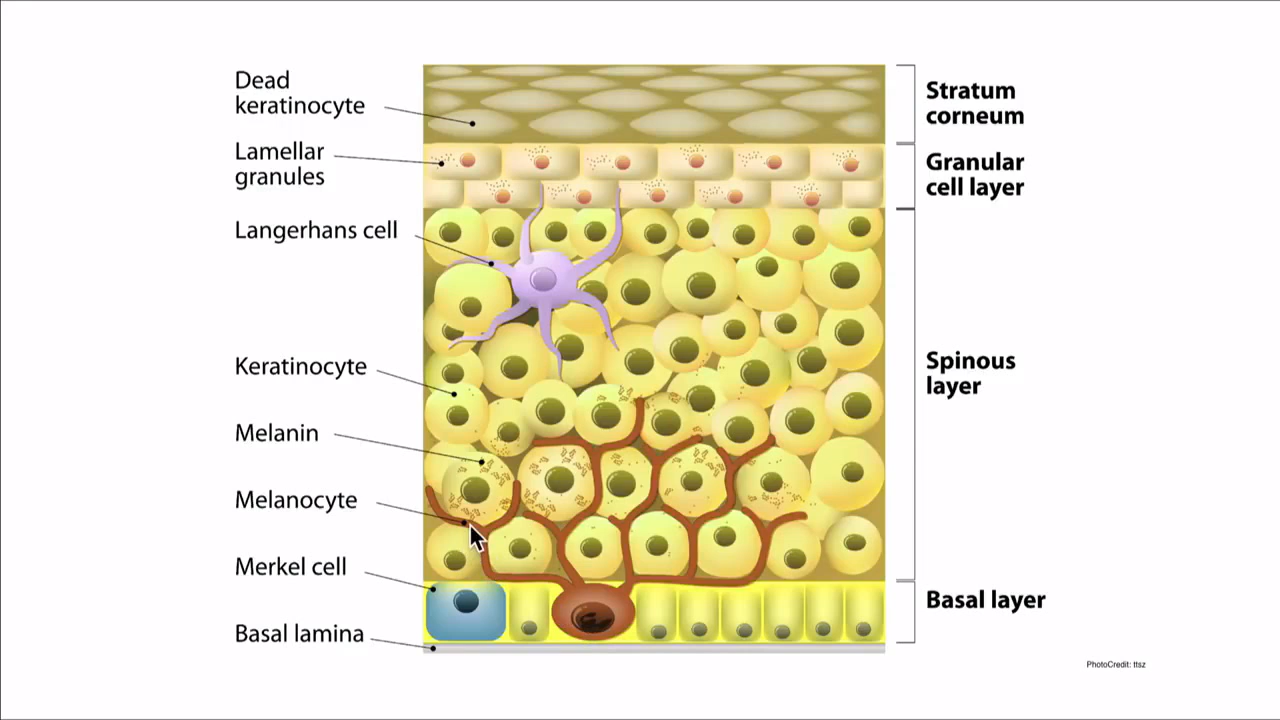 Dead
keratinocyte
Lamellar
granules
Langerhans cell
Keratinocyte
Melanin
Melanocyte
Merkel cell
Basal lamina
Stratum
corneum
Granular
cell layer
Spinous
layer
Basal layer
PhotoCredit: ttsz